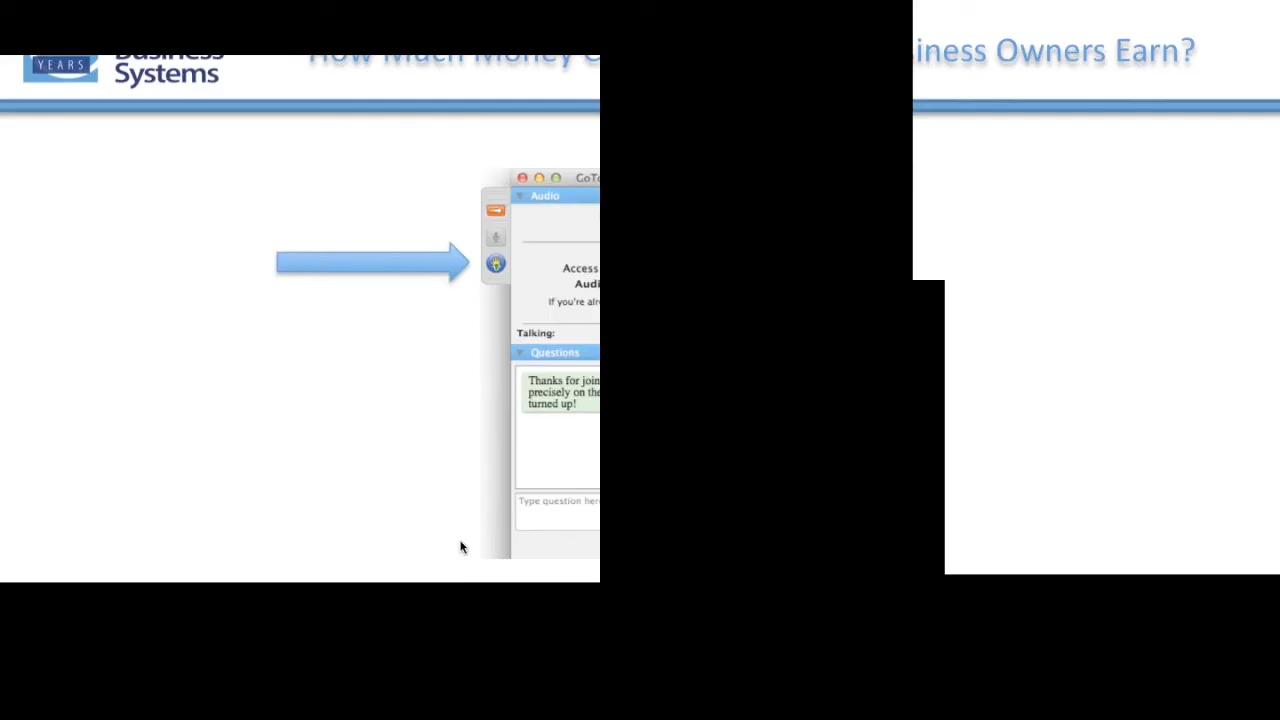 How Much Money
iness Owners Earn?
YEARS
Business
Systems
GoTo
Audio
Access
Audi
If you're alr
Talking:
Questions
Thanks for join
precisely on the
turned up!
Type question her